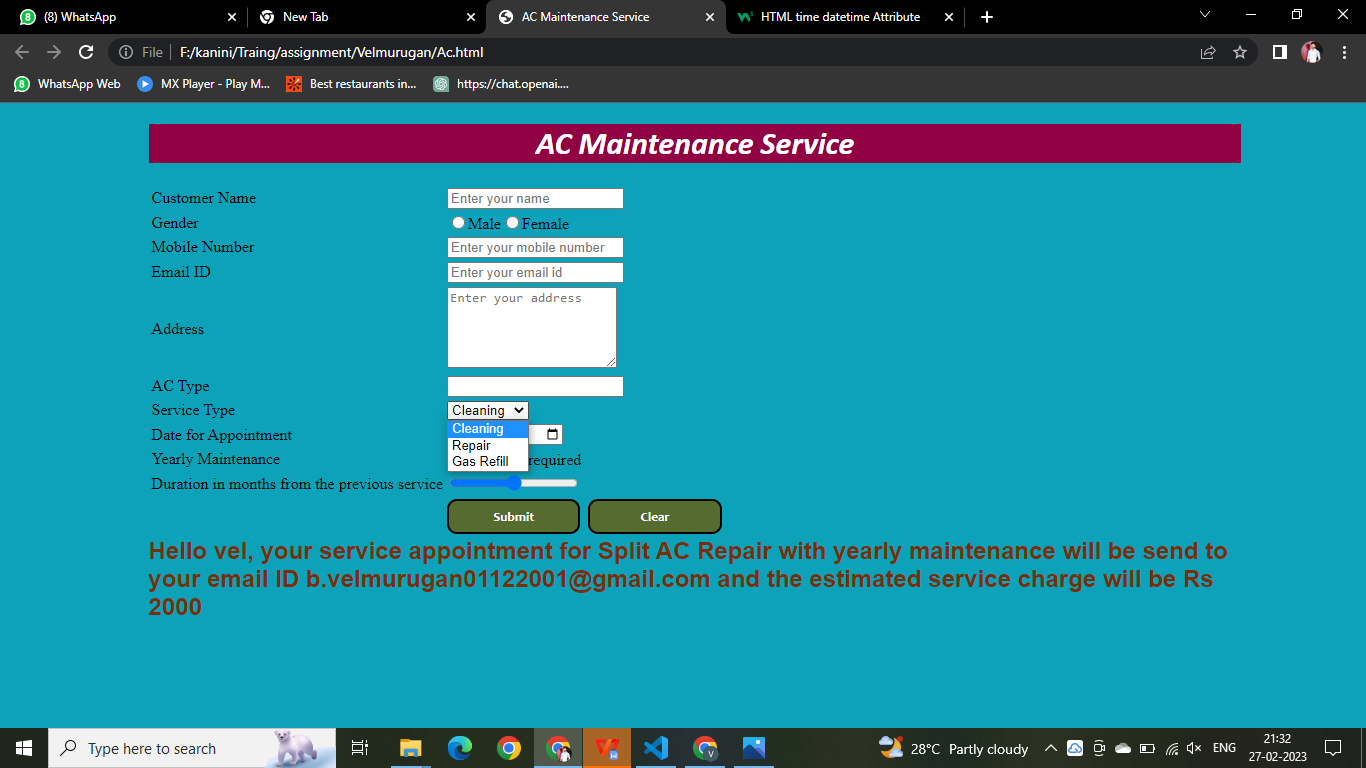 (8) WhatsApp
New Tab
AC Maintenance Service
HTML time datetime Attribute
File
F:/kanini/Traing/assignment/Velmurugan/Ac.html
8 WhatsApp Web
MX Player - Play M...
Best restaurants in...
https://chat.openai....
AC Maintenance Service
Customer Name
Enter your name
Gender
Male Female
Mobile Number
Enter your mobile number
Email ID
Enter your email id
Address
Enter your address
AC Type
Service Type
Cleaning
Cleaning
Date for Appointment
Repair
Yearly Maintenance
Gas Refill
required
Duration in months from the previous service
Submit
Clear
Hello vel, your service appointment for Split AC Repair with yearly maintenance will be send to
your email ID b.velmurugan01122001@gmail.com and the estimated service charge will be Rs
2000
Type here to search
28°C Partly cloudy
ENG
21:32
27-02-2023